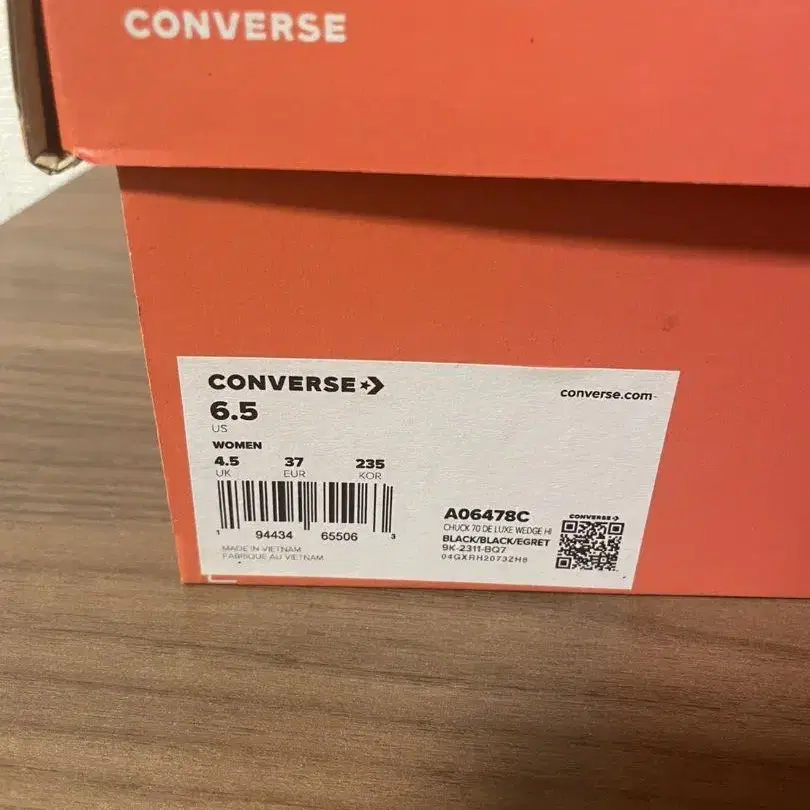 CONVERSE
CONVERSE
converse.com
6.5
US
WOMEN
4.5 37 235
UK EUR KOR
1 94434 65506 3
MADE IN VIETNAM
FABRIQUE AU VIETNAM
A06478C
CHUCK 70 DE LUXE WEDGE HI
BLACK/BLACK/EGRET
9K-2311-BQ7
04GXRH2073ZH8
CONVERSE